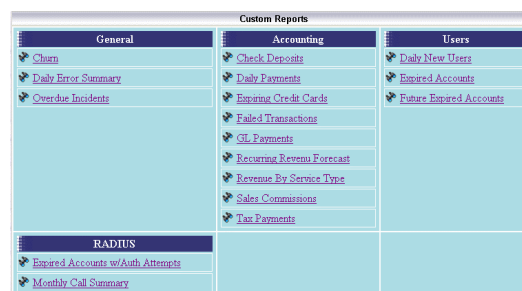 Custom Reports
General
Churn
Daily Error Summary
Overdue Incidents
Accounting
Check Deposits
Daily Payments
Expiring Credit Cards
Failed Transactions
GL Payments
Recurring Revenu Forecast
Revenue By Service Type
Sales Commissions
Tax Payments
Users
Daily New Users
Expired Accounts
Future Expired Accounts
RADIUS
Expired Accounts w/Auth Attempts
Monthly Call Summary